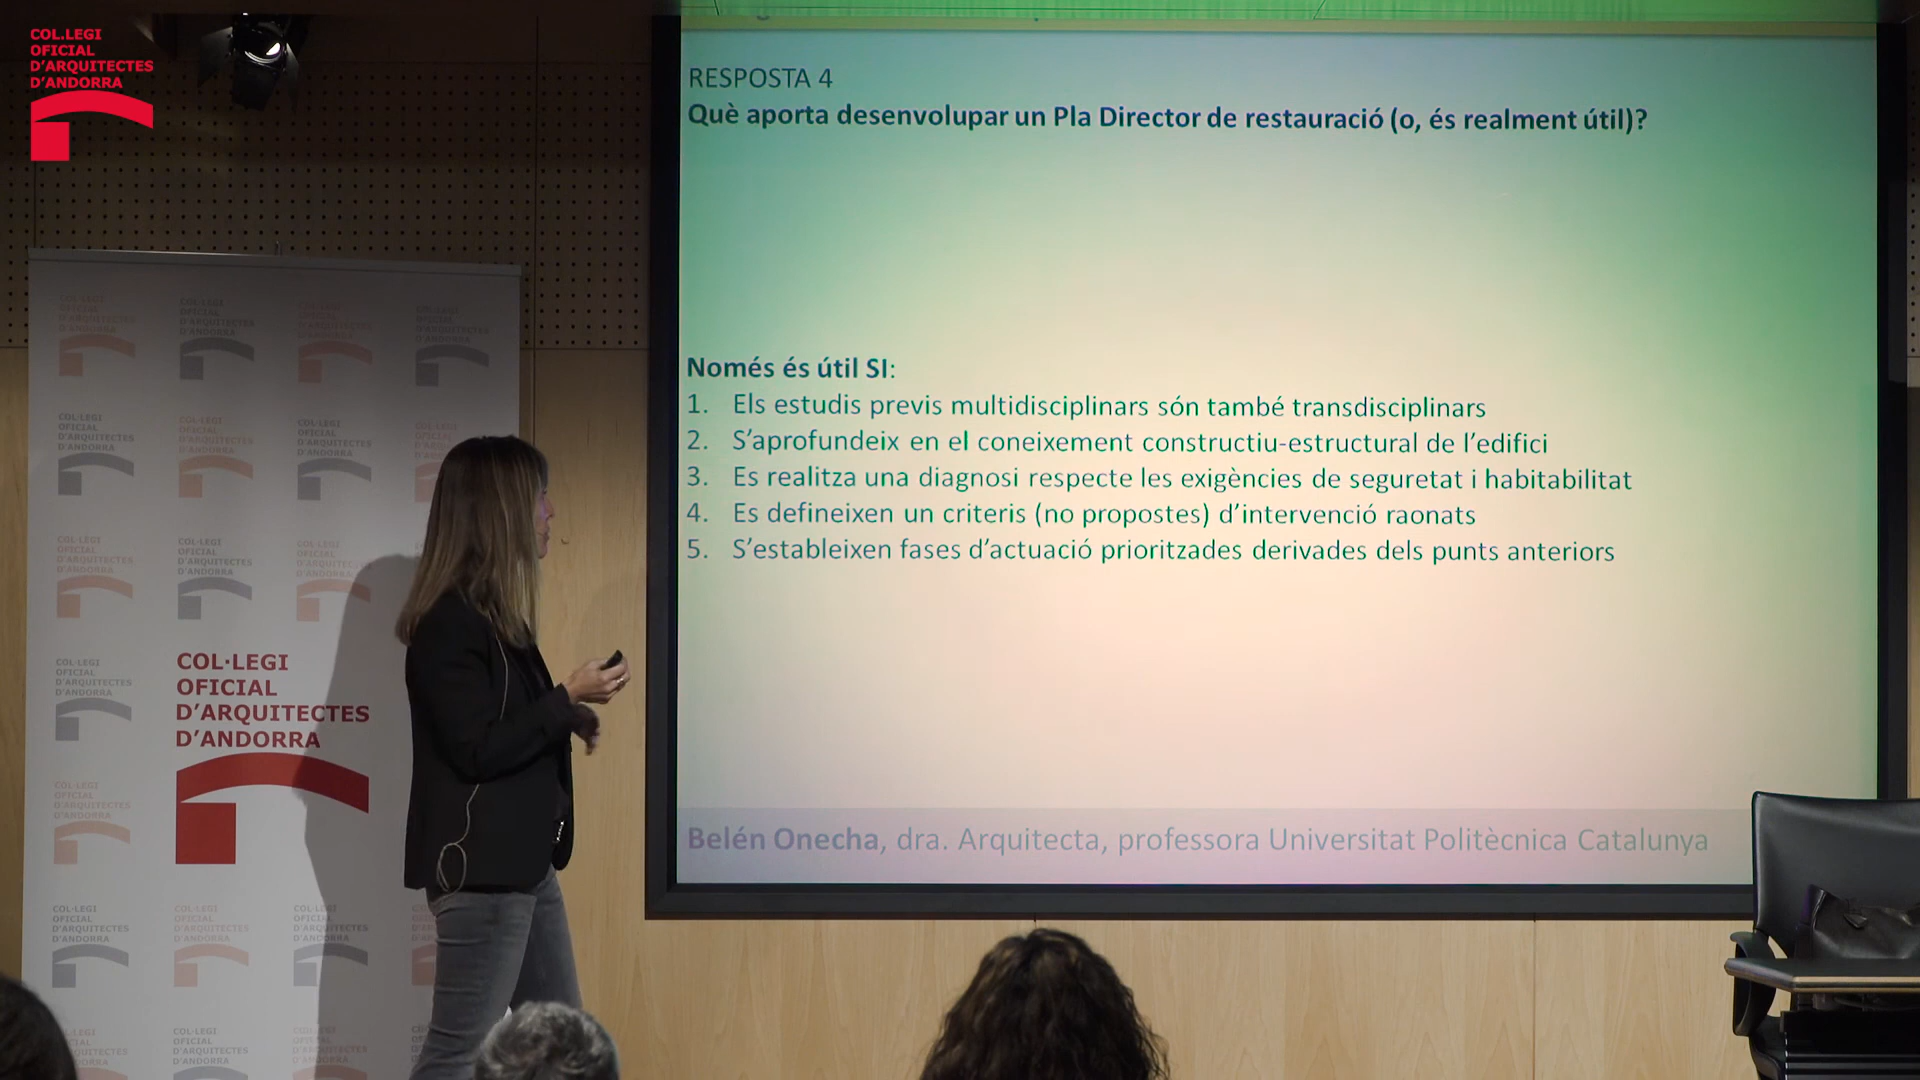 COL.LEGI
OFICIAL
D'ARQUITECTES
D'ANDORRA
RESPOSTA 4
Què aporta desenvolupar un Pla Director de restauració (o, és realment útil)?
Només és útil SI:
1. Els estudis previs multidisciplinars són també transdisciplinars
2. S'aprofundeix en el coneixement constructiu-estructural de l'edifici
3. Es realitza una diagnosi respecte les exigències de seguretat i habitabilitat
4. Es defineixen un criteris (no propostes) d'intervenció raonats
5. S'estableixen fases d'actuació prioritzades derivades dels punts anteriors
Belén Onecha, dra. Arquitecta, professora Universitat Politècnica Catalunya
COL·LEGI
OFICIAL
D'ARQUITECTES
D'ANDORRA